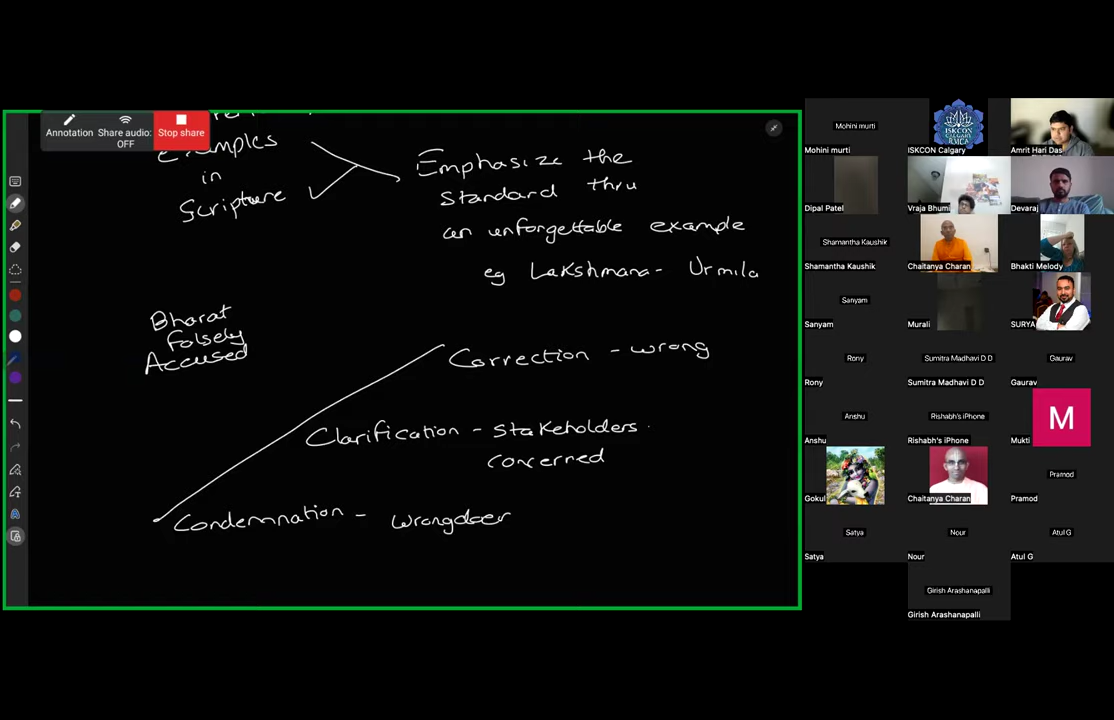 Annotation
Share audio:
OFF
Stop share
Examples
in
Scripture
Emphasize the
standard thru
an unforgettable example
eg Lakshmana - Urmila
Bharat
Falsely
Accused
Correction - wrong
Clarification - stakeholders
concerned
Condemnation - wrongdoer
Mohini murti
Mohini murti
ISKCON
CALGARY
ISKCON Calgary
Amrit Hari Das
Dipal Patel
Vraja Bhumi
Devaraj
Shamantha Kaushik
Shamantha Kaushik
Chaitanya Charan
Bhakti Melody
Sanyam
Sanyam
Murali
SURYA
Rony
Rony
Sumitra Madhavi D D
Sumitra Madhavi D D
Gaurav
Gaurav
Anshu
Anshu
Rishabh's iPhone
Rishabh's iPhone
M
Mukti
Gokul
Chaitanya Charan
Pramod
Pramod
Satya
Satya
Nour
Nour
Atul G
Atul G
Girish Arashanapalli
Girish Arashanapalli